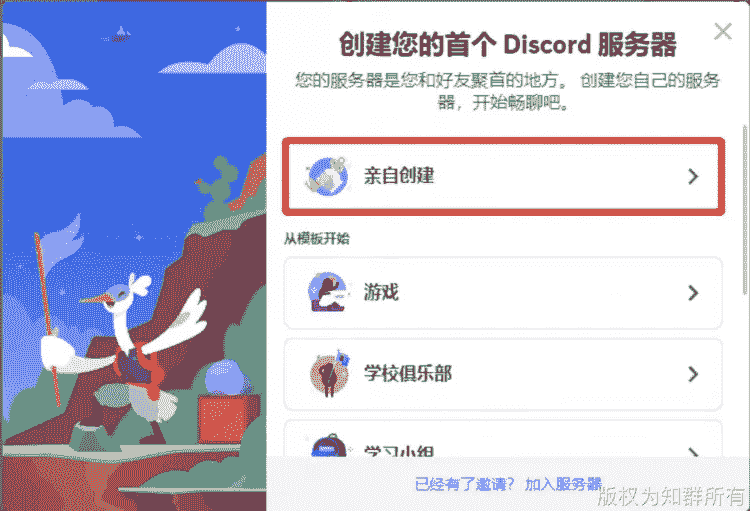 创建您的首个 Discord 服务器
您的服务器是您和好友聚首的地方。 创建您自己的服务
器，开始畅聊吧。
亲自创建
从模板开始
游戏
学校俱乐部
学习小组
已经有了邀请？ 加入服务器
版权为知群所有